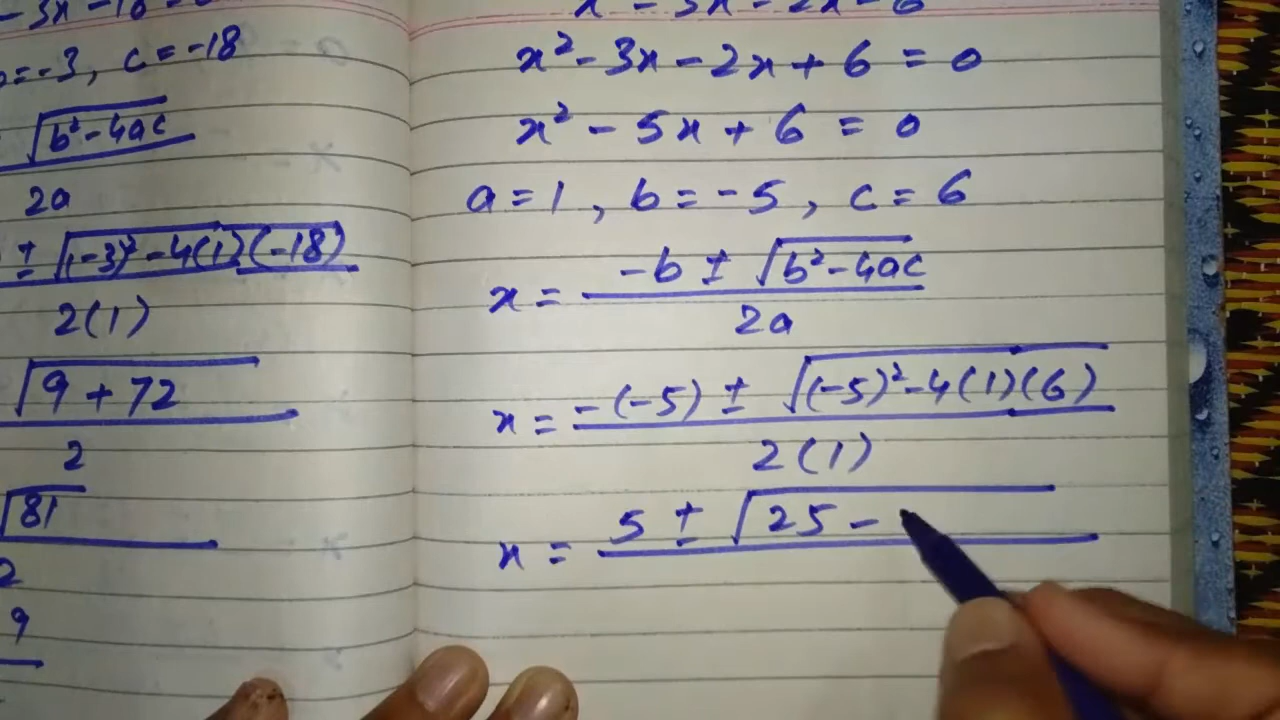 - 3x - 18 =
= -3, c = -18
√b² - 4ac
2a
± √(-3)² - 4(1)(-18)
2(1)
√9 + 72
2
√81
2
9
x² - 3x - 2x + 6 = 0
x² - 5x + 6 = 0
a = 1, b = -5, c = 6
x = -b ± √b² - 4ac
2a
x = -(-5) ± √(-5)² - 4(1)(6)
2(1)
x = 5 ± √25 -